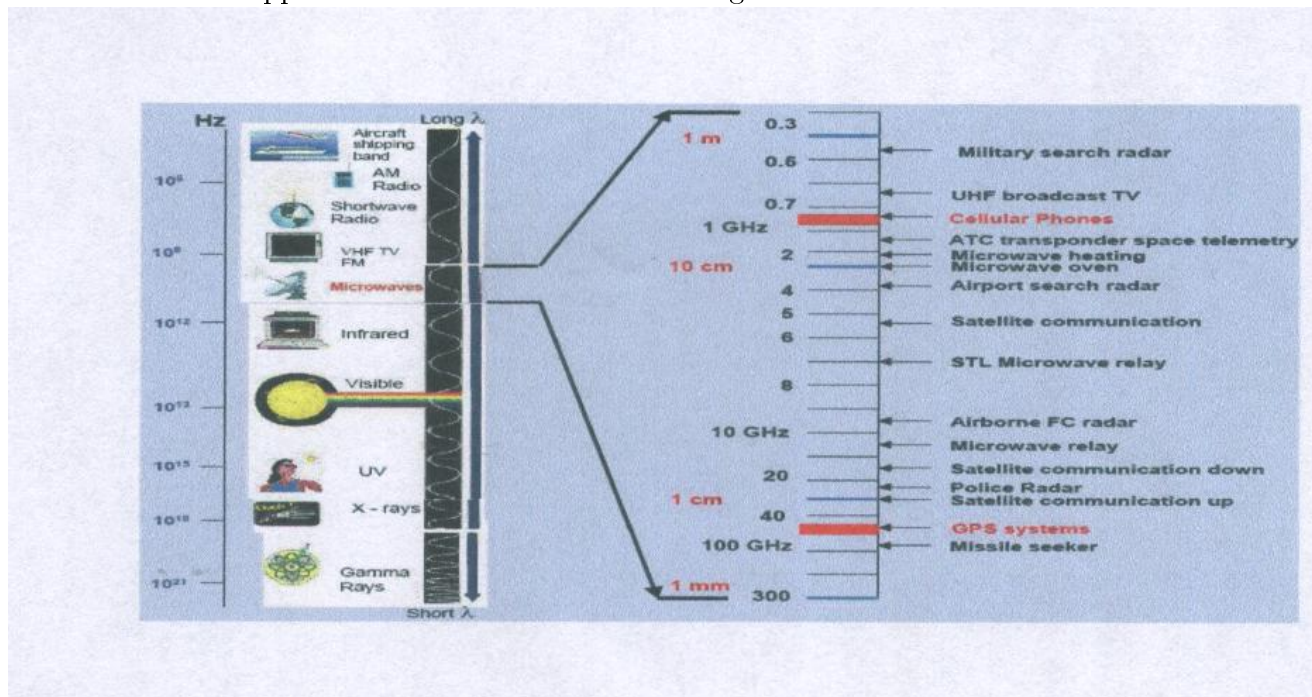 Hz
Long λ
Aircraft
shipping
band
AM
Radio
Shortwave
Radio
VHF TV
FM
Microwaves
10¹²
Infrared
Visible
10¹³
10¹⁵
UV
X - rays
10²¹
Gamma
Rays
Short λ
0.3
1 m
0.6
0.7
1 GHz
2
10 cm
4
5
6
8
10 GHz
20
1 cm
40
100 GHz
1 mm
300
Military search radar
UHF broadcast TV
Cellular Phones
ATC transponder space telemetry
Microwave heating
Microwave oven
Airport search radar
Satellite communication
STL Microwave relay
Airborne FC radar
Microwave relay
Satellite communication down
Police Radar
Satellite communication up
GPS systems
Missile seeker